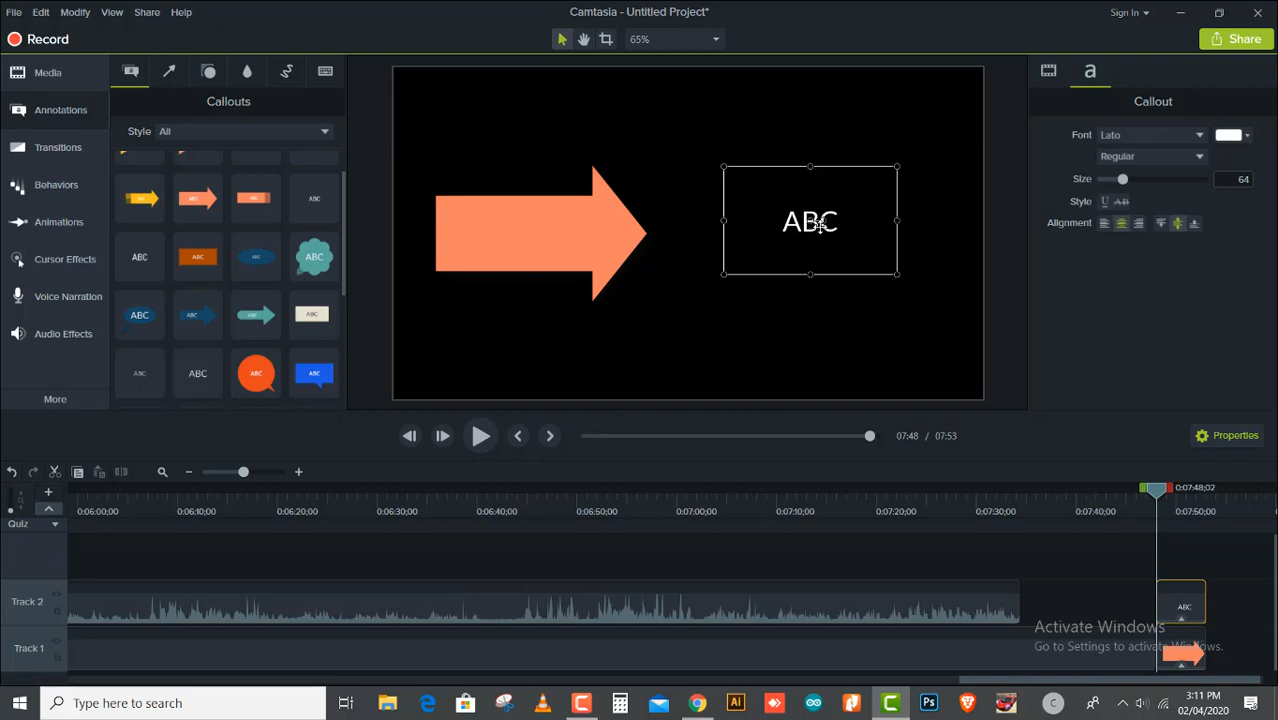 File Edit Modify View Share Help
Camtasia - Untitled Project*
Sign In
Record
65%
Share
Media
Annotations
Transitions
Behaviors
Animations
Cursor Effects
Voice Narration
Audio Effects
More
Callouts
Style All
ABC ABC ABC
ABC ABC ABC ABC
ABC ABC ABC ABC
ABC ABC ABC ABC
ABC
a
Callout
Font Lato
Regular
Size 64
Style U AB
Alignment
07:48 / 07:53
Properties
0:07:48;02
0:06:00;00 0:06:10;00 0:06:20;00 0:06:30;00 0:06:40;00 0:06:50;00 0:07:00;00 0:07:10;00 0:07:20;00 0:07:30;00 0:07:40;00 0:07:50;00
Quiz
Track 2
ABC
Track 1
Activate Windows
Go to Settings to activate Windows.
Type here to search
Ai
Ps
C
3:11 PM
02/04/2020